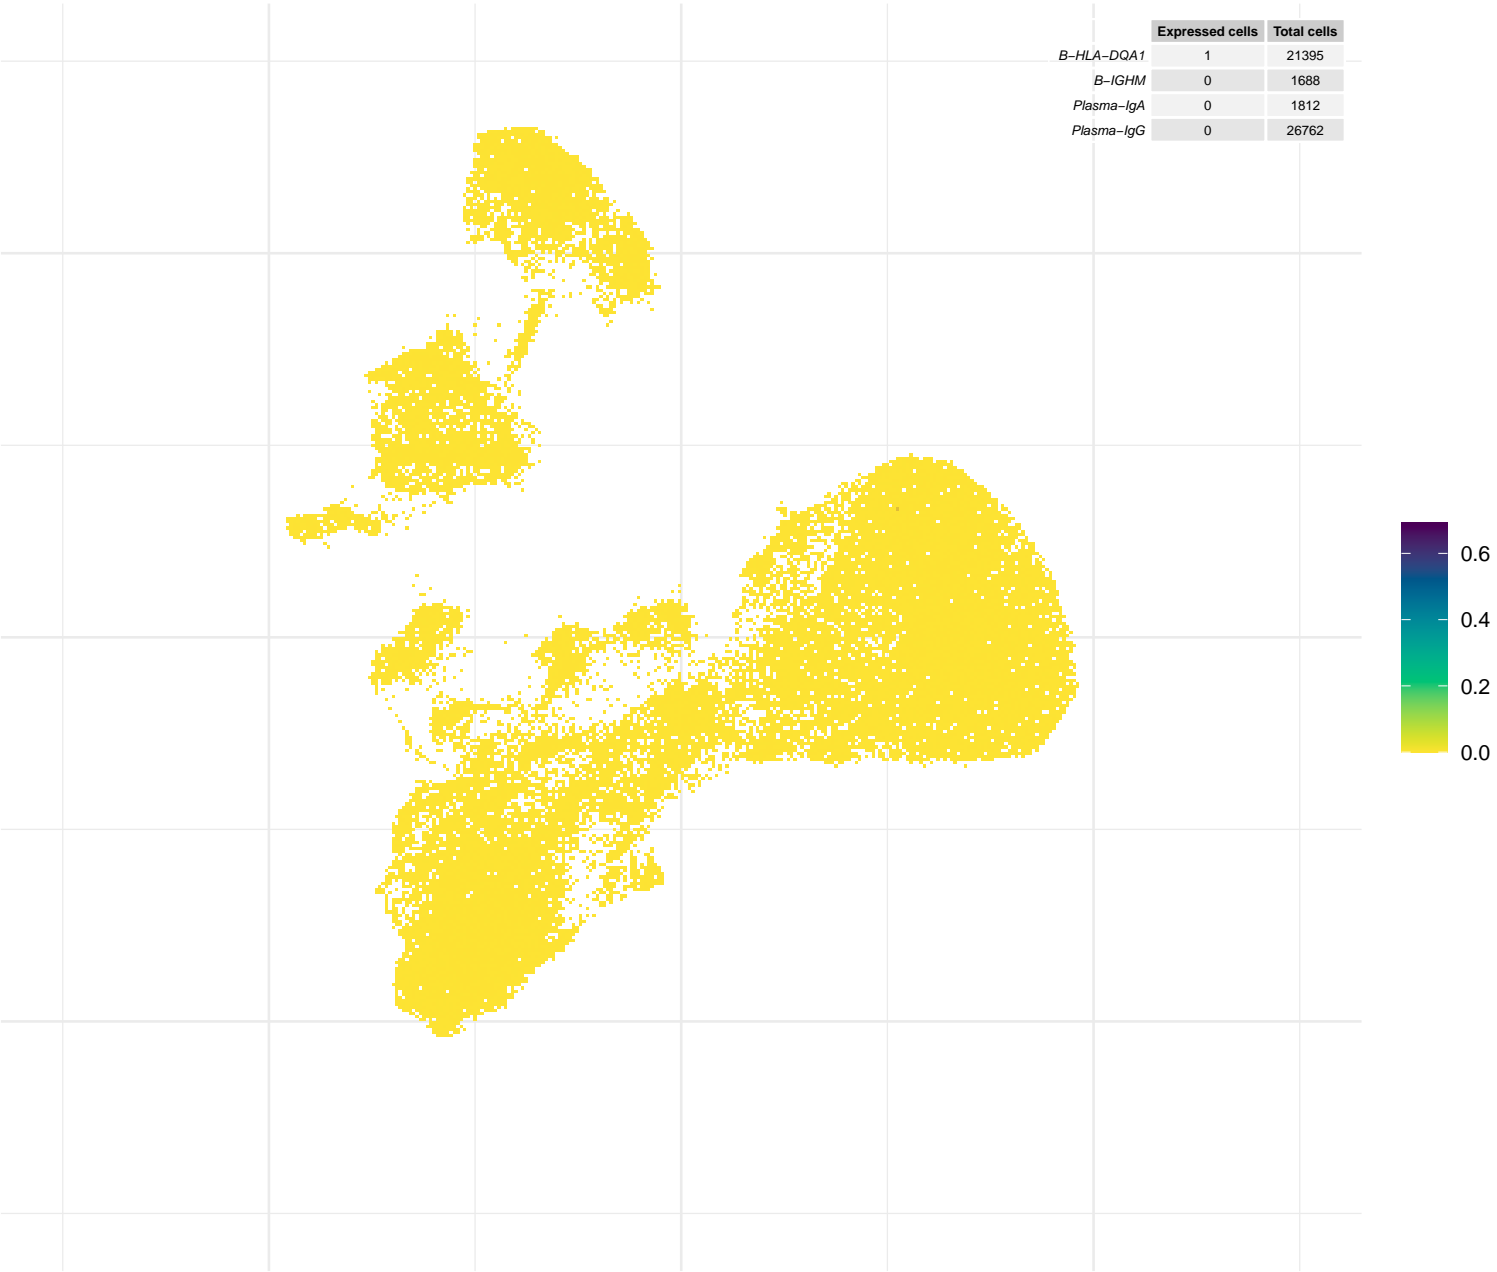 Expressed cells Total cells
B−HLA−DQA1 1 21395
B−IGHM 0 1688
Plasma−IgA 0 1812
Plasma−IgG 0 26762
0.6
0.4
0.2
0.0